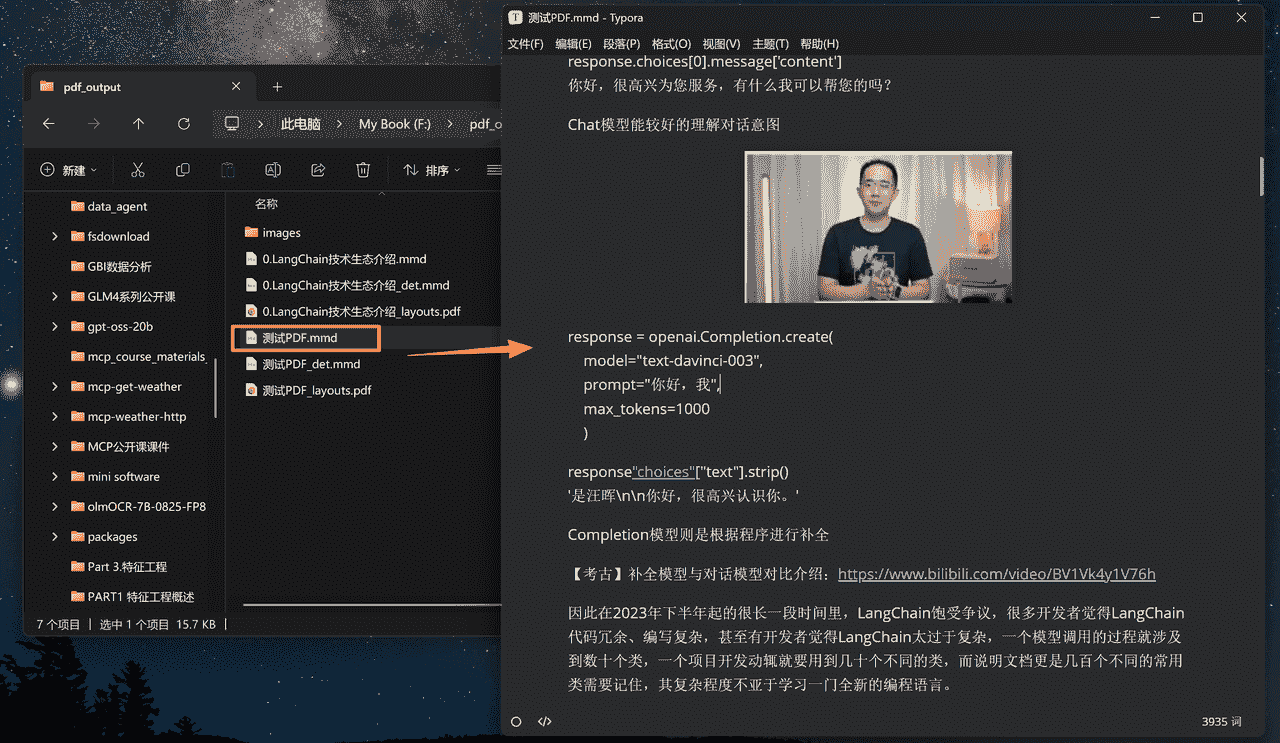 pdf_output
此电脑
My Book (F:)
pdf_o
新建
排序
data_agent
fsdownload
GBI数据分析
GLM4系列公开课
gpt-oss-20b
mcp_course_materials_
mcp-get-weather
mcp-weather-http
MCP公开课课件
mini software
olmOCR-7B-0825-FP8
packages
Part 3.特征工程
PART1 特征工程概述
名称
images
0.LangChain技术生态介绍.mmd
0.LangChain技术生态介绍_det.mmd
0.LangChain技术生态介绍_layouts.pdf
测试PDF.mmd
测试PDF_det.mmd
测试PDF_layouts.pdf
7 个项目 | 选中 1 个项目 15.7 KB |
测试PDF.mmd - Typora
文件(F) 编辑(E) 段落(P) 格式(O) 视图(V) 主题(T) 帮助(H)
response.choices[0].message['content']
你好，很高兴为您服务，有什么我可以帮您的吗？
Chat模型能较好的理解对话意图
response = openai.Completion.create(
model="text-davinci-003",
prompt="你好，我",
max_tokens=1000
)
response"choices"["text"].strip()
'是汪晖\n\n你好，很高兴认识你。'
Completion模型则是根据程序进行补全
【考古】补全模型与对话模型对比介绍：https://www.bilibili.com/video/BV1Vk4y1V76h
因此在2023年下半年起的很长一段时间里，LangChain饱受争议，很多开发者觉得LangChain
代码冗余、编写复杂，甚至有开发者觉得LangChain太过于复杂，一个模型调用的过程就涉及
到数十个类，一个项目开发动辄就要用到几十个不同的类，而说明文档更是几百个不同的常用
类需要记住，其复杂程度不亚于学习一门全新的编程语言。
3935 词